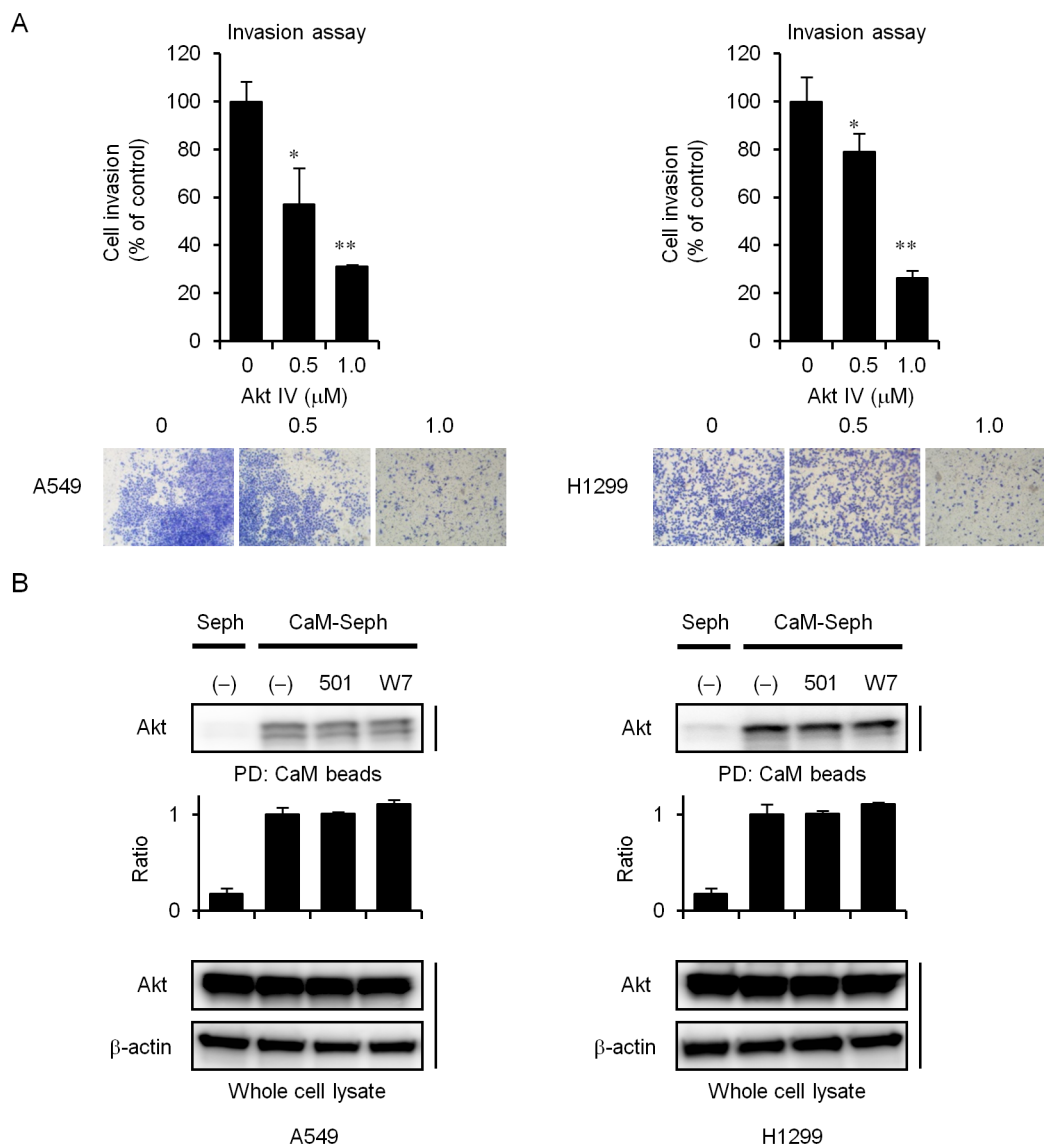 A
Invasion assay
120
100
80
60
40
20
0
Cell invasion
(% of control)
*
**
0 0.5 1.0
Akt IV (μM)
0 0.5 1.0
A549
Invasion assay
120
100
80
60
40
20
0
Cell invasion
(% of control)
*
**
0 0.5 1.0
Akt IV (μM)
0 0.5 1.0
H1299
B
Seph CaM-Seph
(−) (−) 501 W7
Akt
PD: CaM beads
1
Ratio
0
Akt
β-actin
Whole cell lysate
A549
Seph CaM-Seph
(−) (−) 501 W7
Akt
PD: CaM beads
1
Ratio
0
Akt
β-actin
Whole cell lysate
H1299